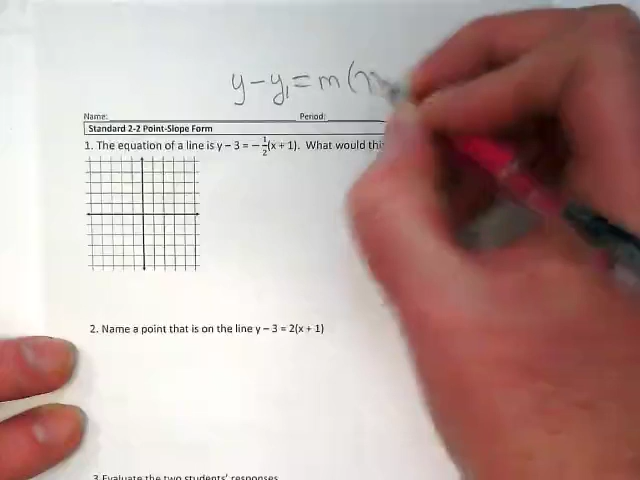 y - y₁ = m (x
Name: Period:
Standard 2-2 Point-Slope Form
1. The equation of a line is y – 3 = –½(x + 1). What would
2. Name a point that is on the line y – 3 = 2(x + 1)
3. Evaluate the two students' responses